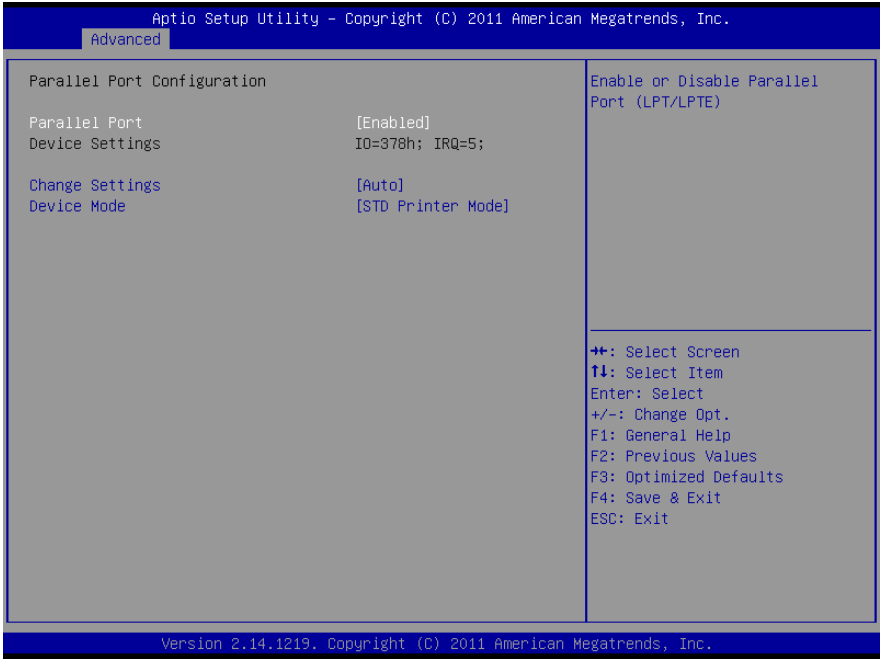 Aptio Setup Utility – Copyright (C) 2011 American Megatrends, Inc.
Advanced
Parallel Port Configuration
Parallel Port [Enabled]
Device Settings IO=378h; IRQ=5;
Change Settings [Auto]
Device Mode [STD Printer Mode]
Enable or Disable Parallel
Port (LPT/LPTE)
→←: Select Screen
↑↓: Select Item
Enter: Select
+/-: Change Opt.
F1: General Help
F2: Previous Values
F3: Optimized Defaults
F4: Save & Exit
ESC: Exit
Version 2.14.1219. Copyright (C) 2011 American Megatrends, Inc.